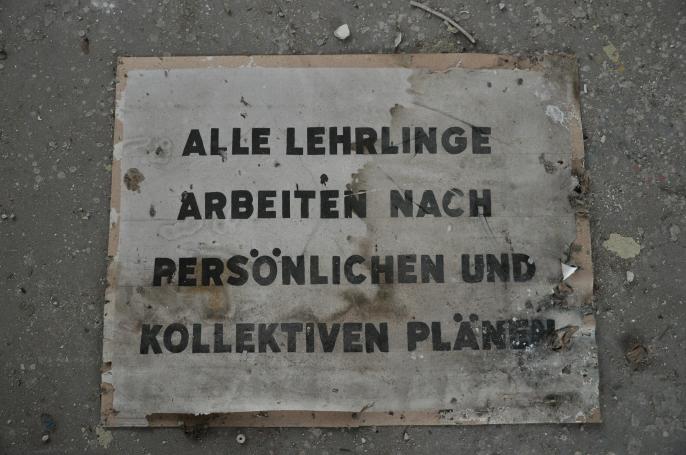 ALLE LEHRLINGE
ARBEITEN NACH
PERSÖNLICHEN UND
KOLLEKTIVEN PLÄNEN